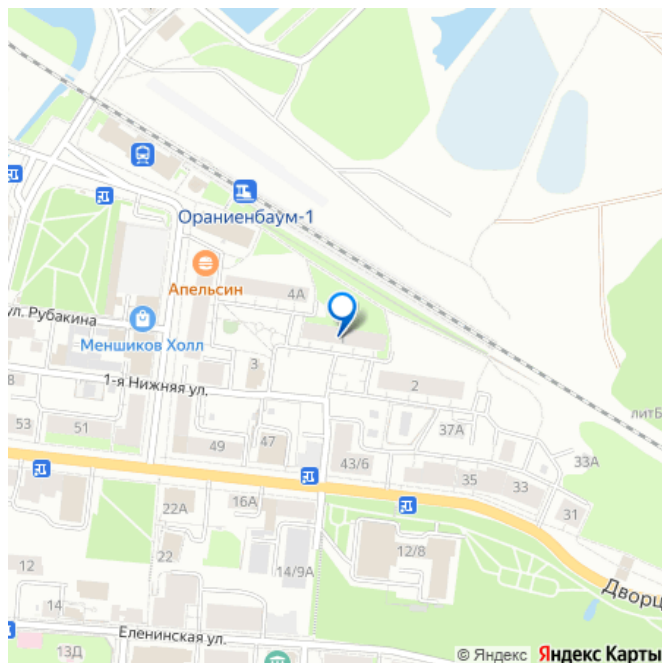 Ораниенбаум-1
Апельсин
4А
ул. Рубакина
Меншиков Холл
3
1-я Нижняя ул.
2
8
53
51
49
47
37А
литБ
43/6
35
33
33А
31
22А
16А
22
14/9А
12/8
12
14
Дворц
Еленинская ул.
13Д
© Яндекс Яндекс Карты